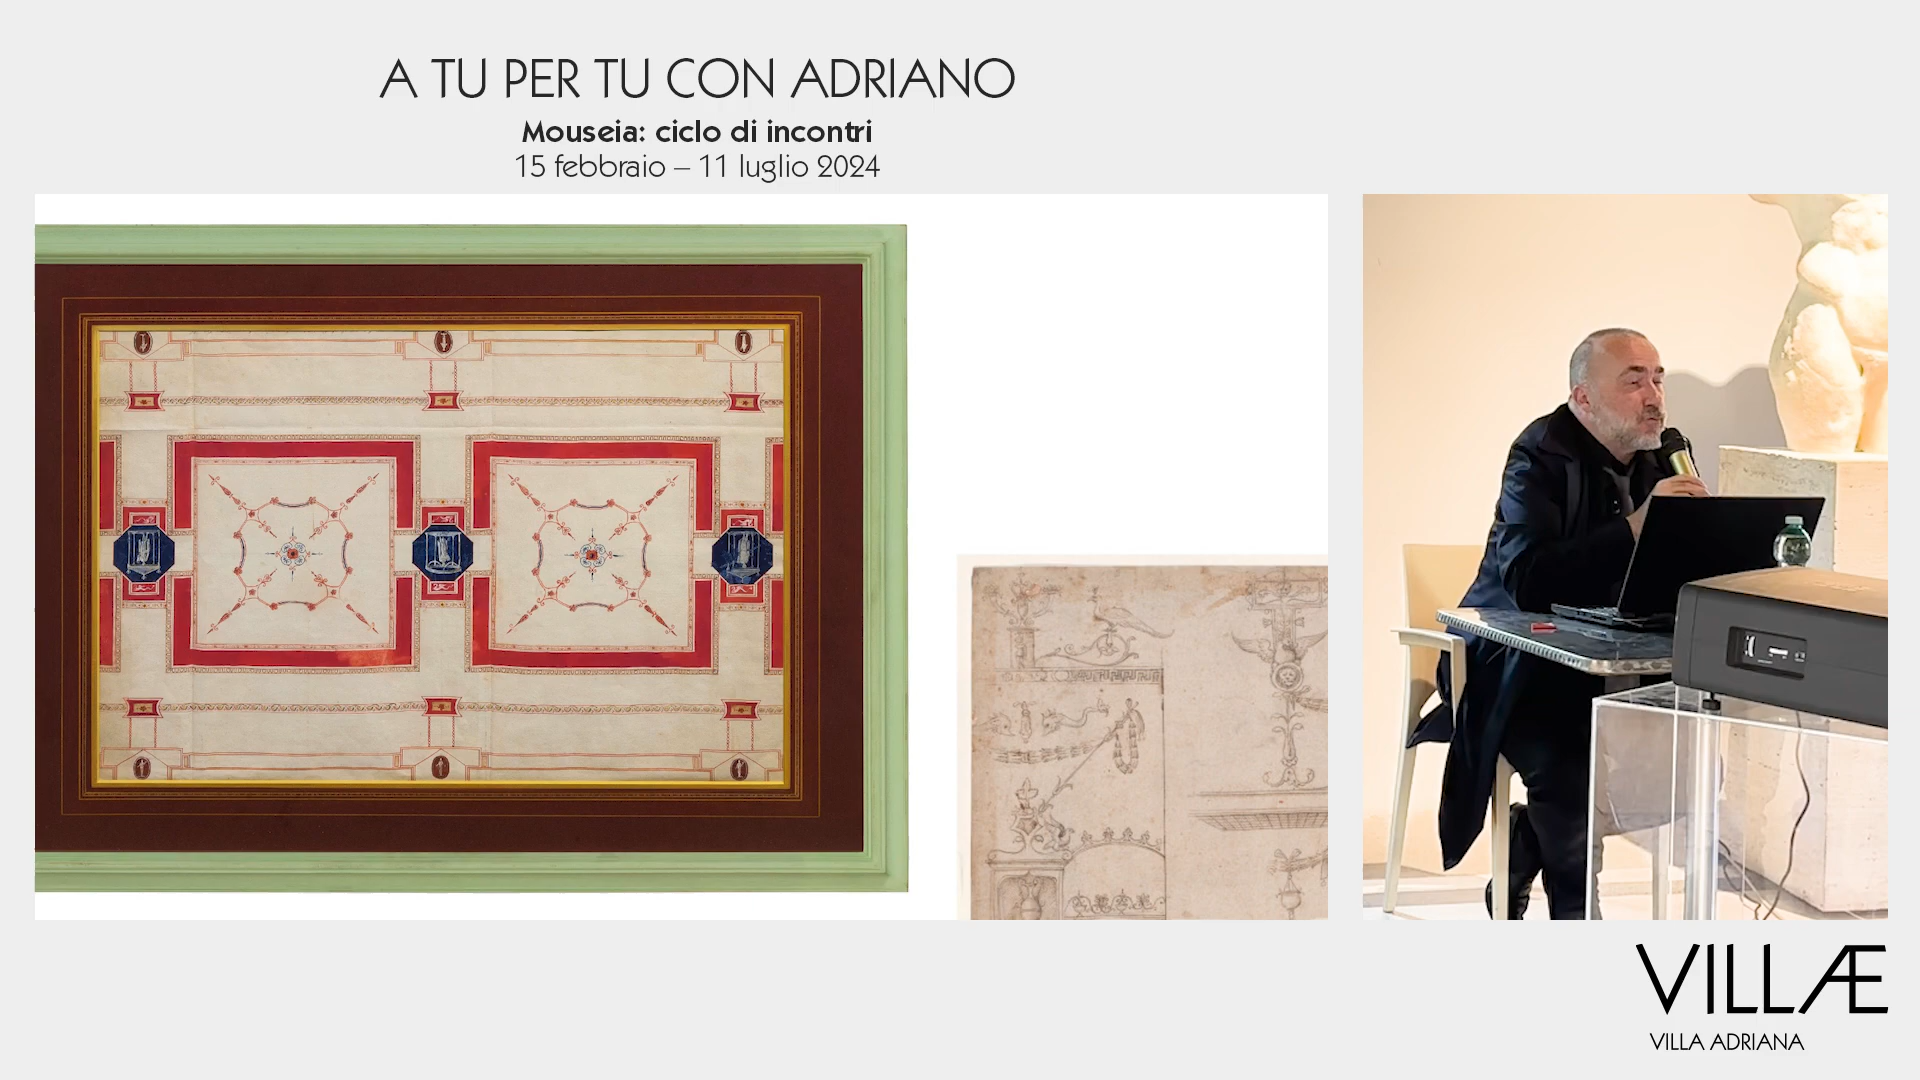 A TU PER TU CON ADRIANO
Mouseia: ciclo di incontri
15 febbraio – 11 luglio 2024
VILLÆ
VILLA ADRIANA